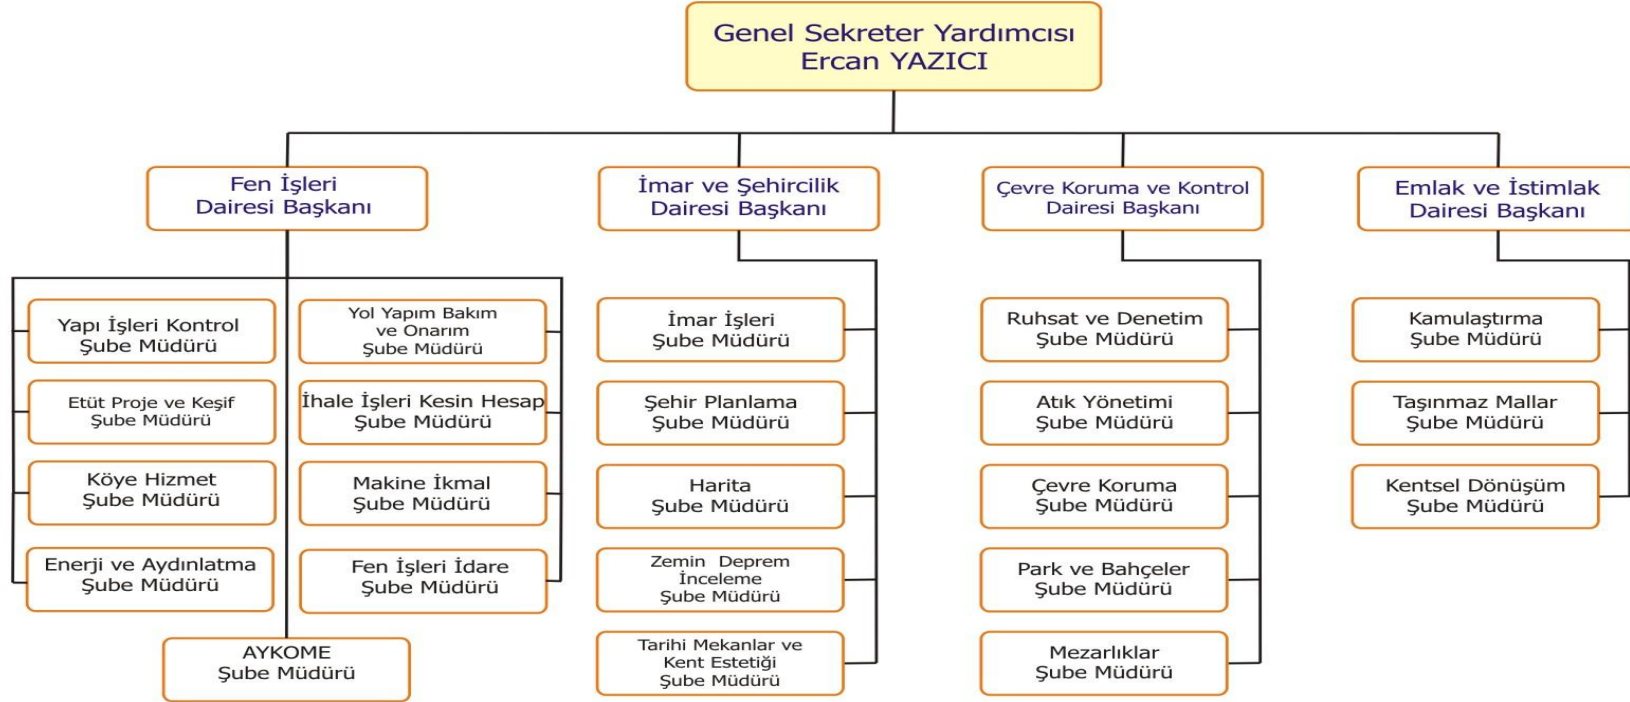 Genel Sekreter Yardımcısı
Ercan YAZICI
Fen İşleri
Dairesi Başkanı
İmar ve Şehircilik
Dairesi Başkanı
Çevre Koruma ve Kontrol
Dairesi Başkanı
Emlak ve İstimlak
Dairesi Başkanı
Yapı İşleri Kontrol
Şube Müdürü
Etüt Proje ve Keşif
Şube Müdürü
Köye Hizmet
Şube Müdürü
Enerji ve Aydınlatma
Şube Müdürü
Yol Yapım Bakım
ve Onarım
Şube Müdürü
İhale İşleri Kesin Hesap
Şube Müdürü
Makine İkmal
Şube Müdürü
Fen İşleri İdare
Şube Müdürü
AYKOME
Şube Müdürü
İmar İşleri
Şube Müdürü
Şehir Planlama
Şube Müdürü
Harita
Şube Müdürü
Zemin Deprem
İnceleme
Şube Müdürü
Tarihi Mekanlar ve
Kent Estetiği
Şube Müdürü
Ruhsat ve Denetim
Şube Müdürü
Atık Yönetimi
Şube Müdürü
Çevre Koruma
Şube Müdürü
Park ve Bahçeler
Şube Müdürü
Mezarlıklar
Şube Müdürü
Kamulaştırma
Şube Müdürü
Taşınmaz Mallar
Şube Müdürü
Kentsel Dönüşüm
Şube Müdürü